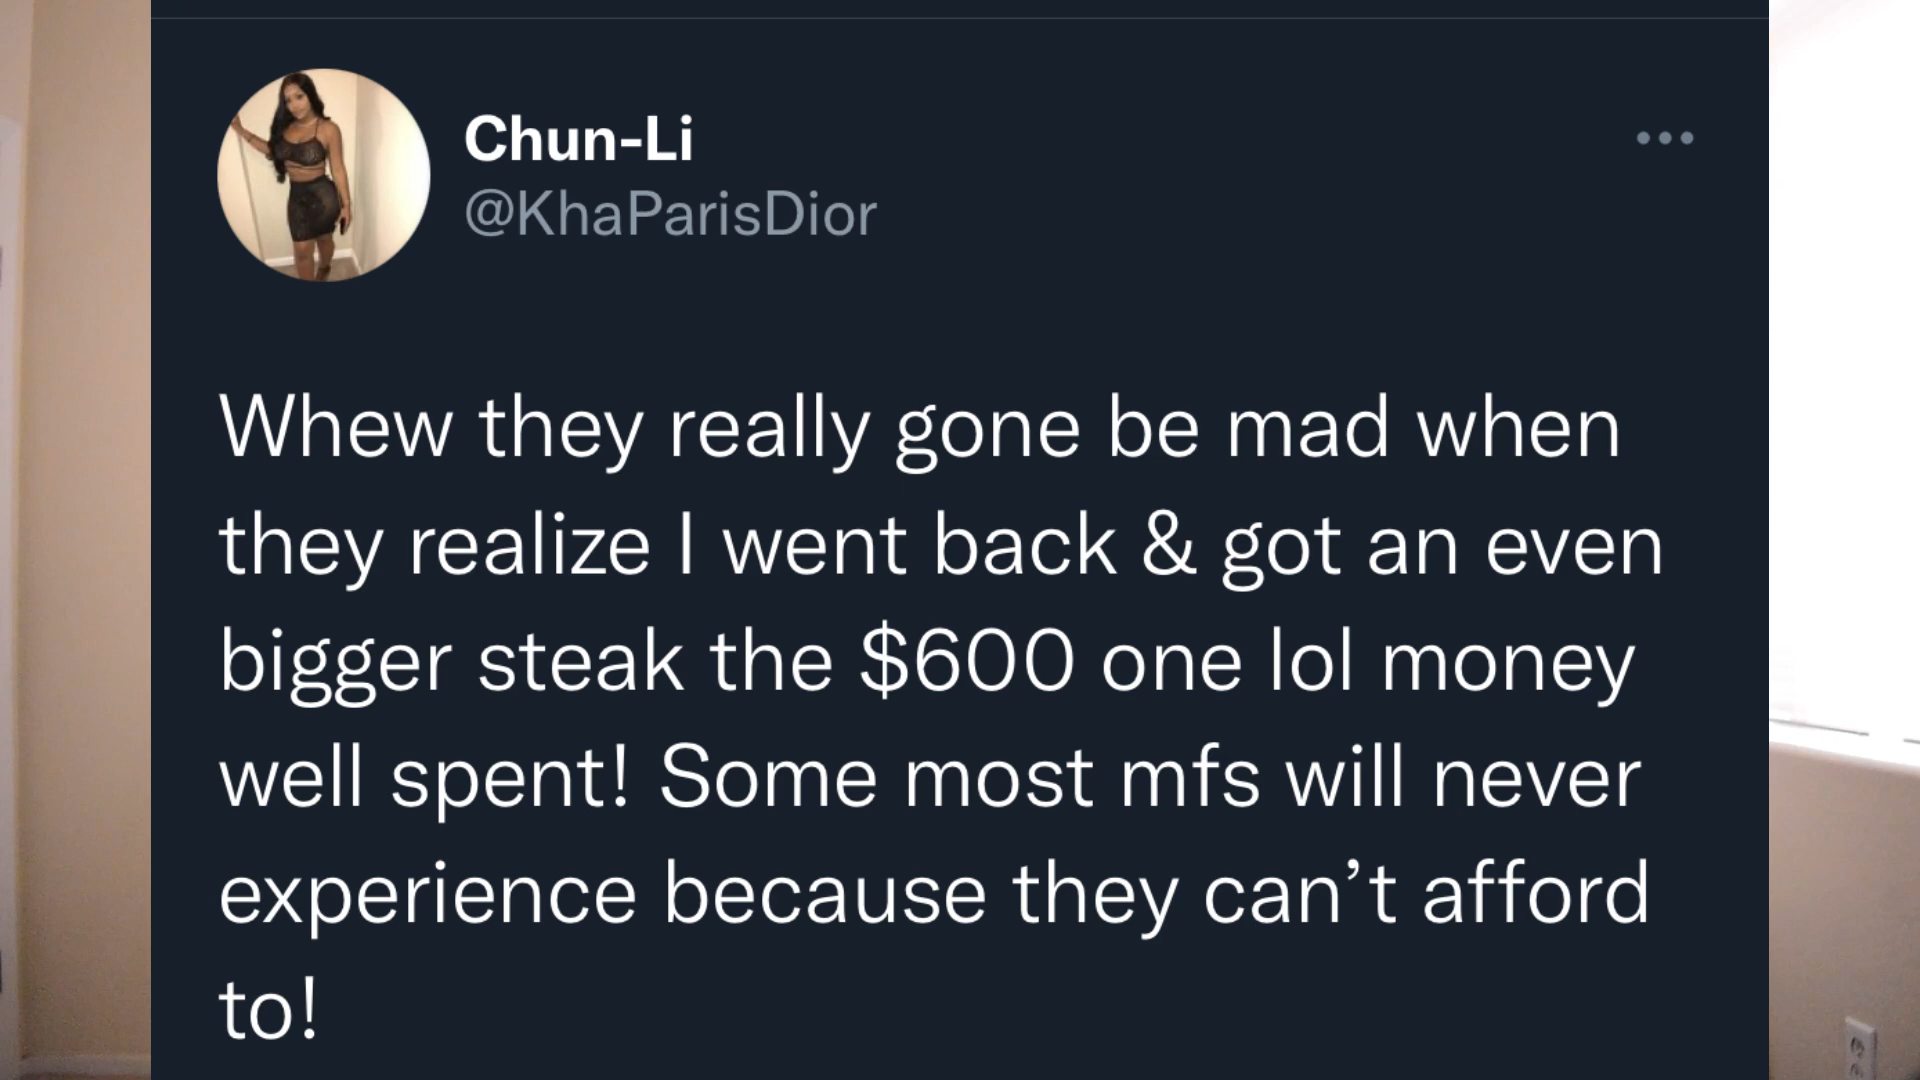 Chun-Li
@KhaParisDior
Whew they really gone be mad when
they realize I went back & got an even
bigger steak the $600 one lol money
well spent! Some most mfs will never
experience because they can’t afford
to!